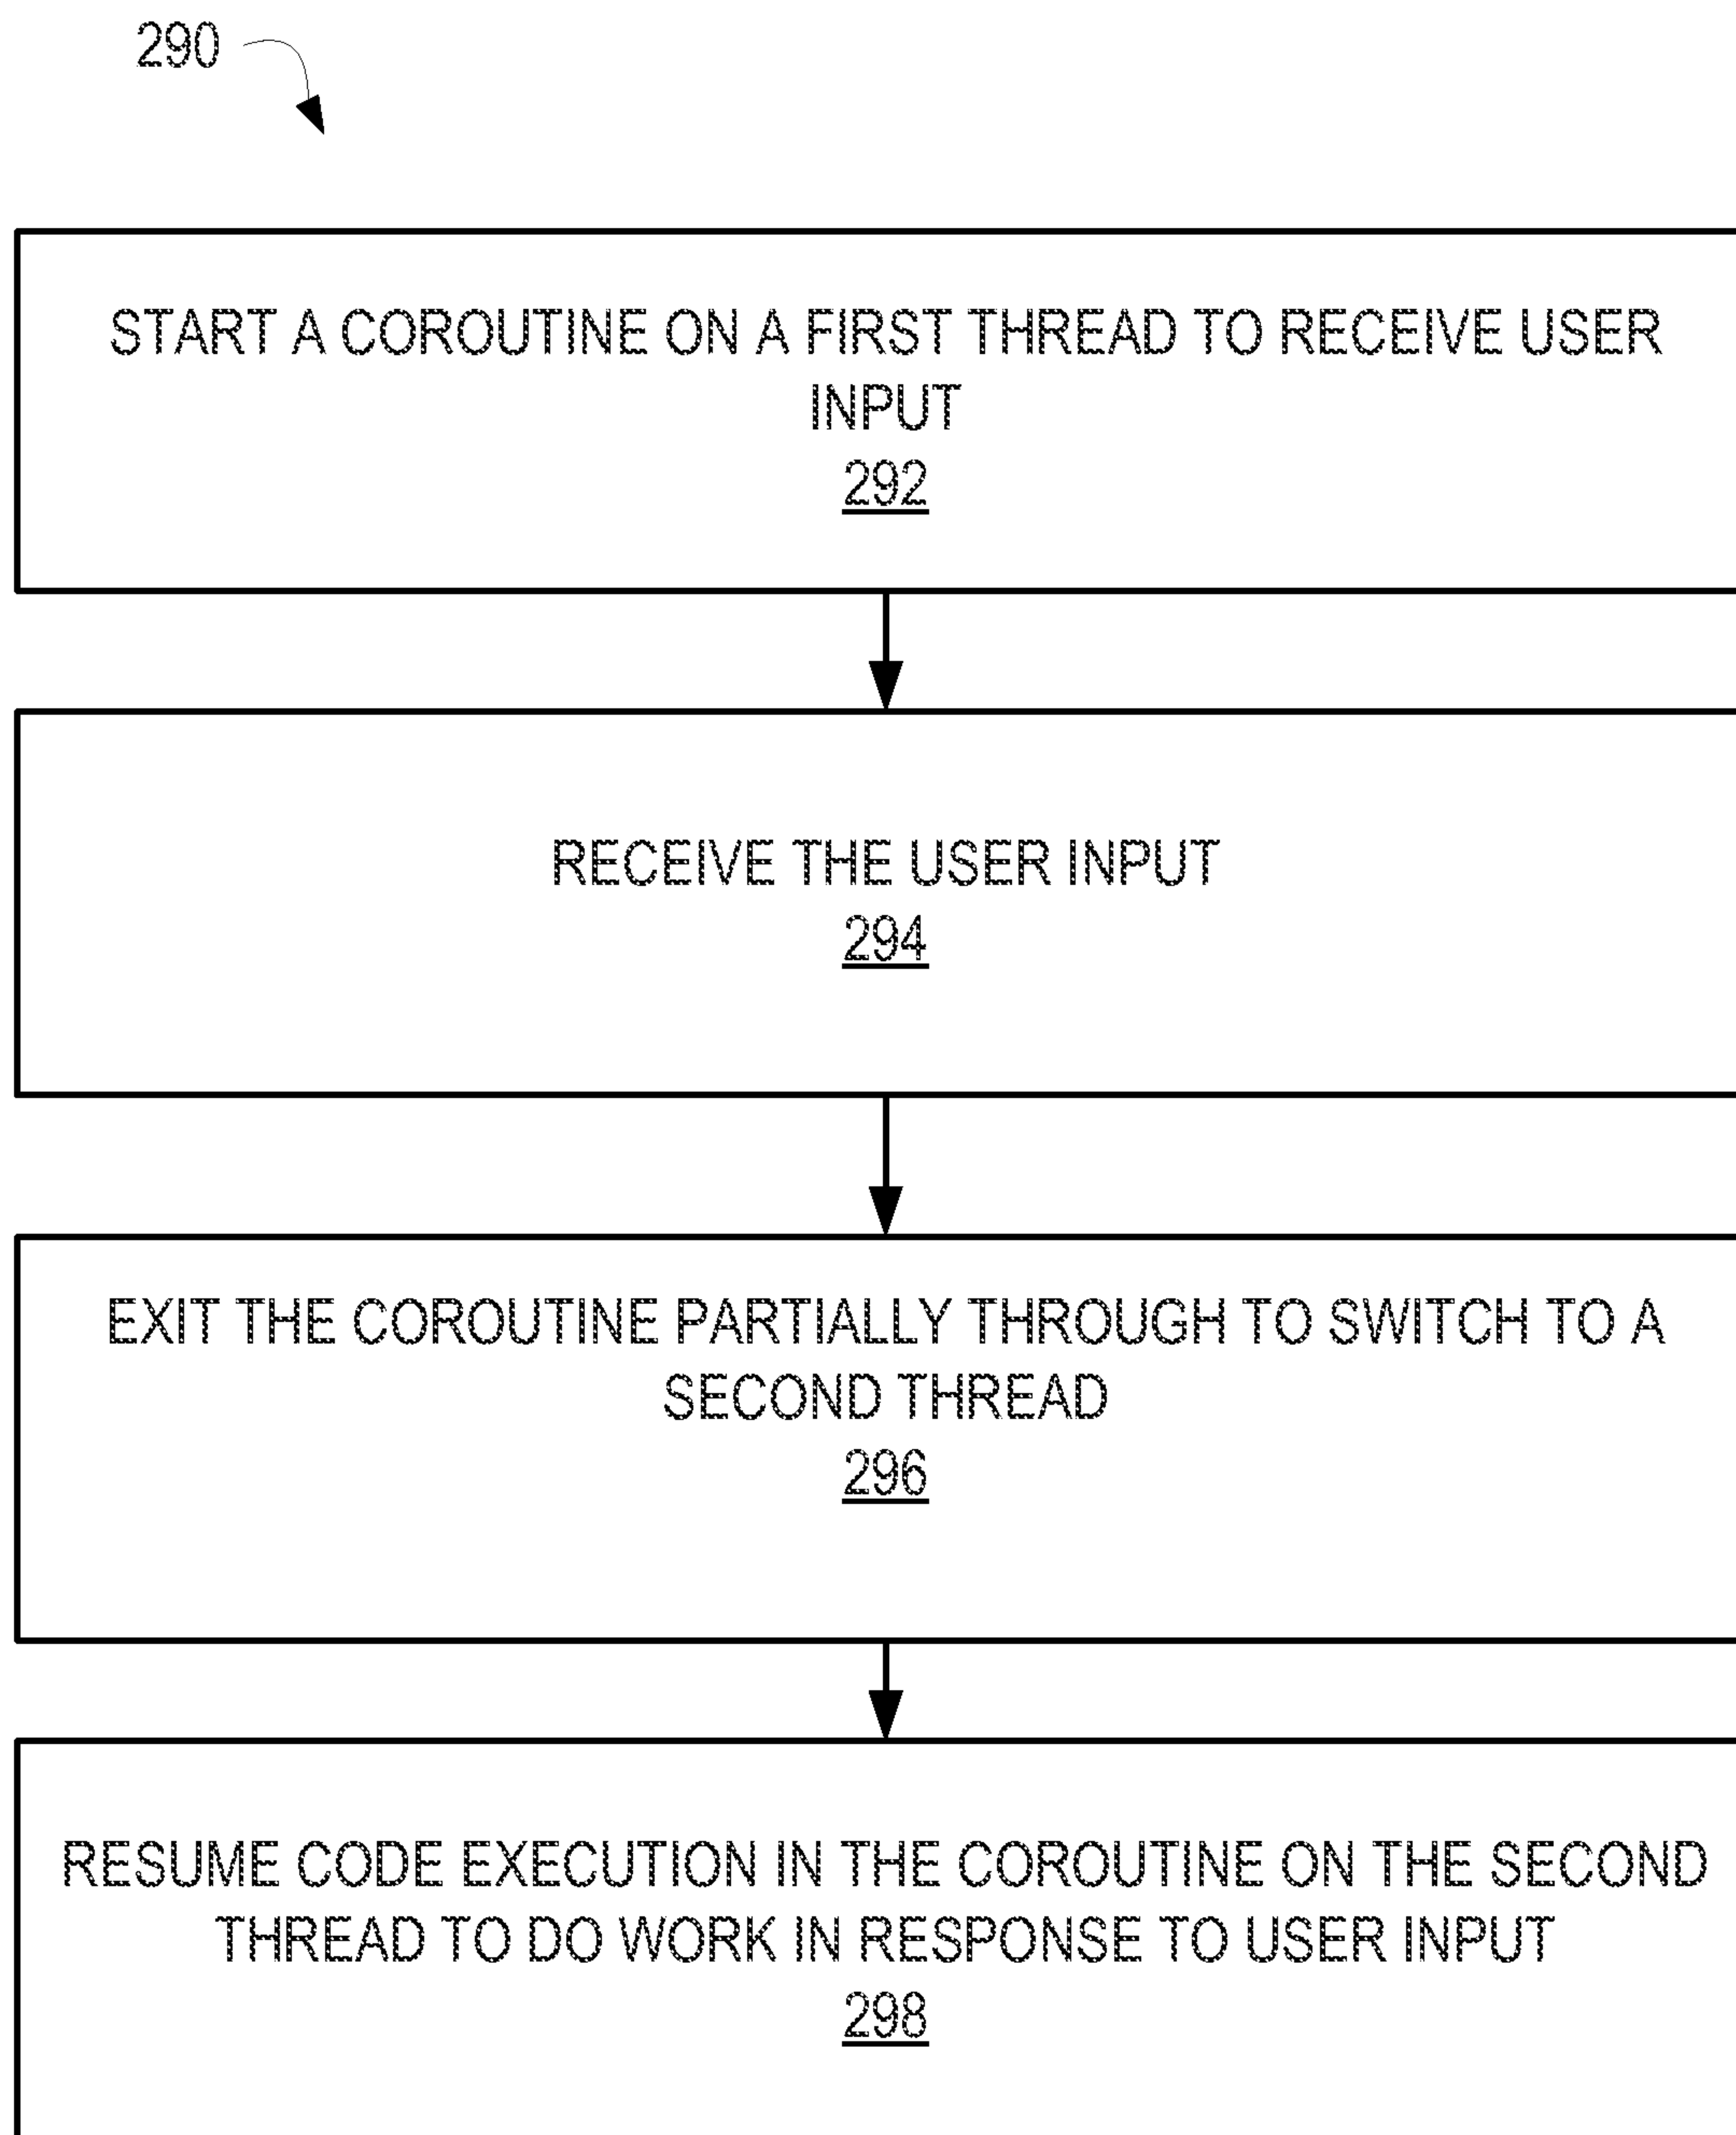 290
START A COROUTINE ON A FIRST THREAD TO RECEIVE USER
INPUT
292
RECEIVE THE USER INPUT
294
EXIT THE COROUTINE PARTIALLY THROUGH TO SWITCH TO A
SECOND THREAD
296
RESUME CODE EXECUTION IN THE COROUTINE ON THE SECOND
THREAD TO DO WORK IN RESPONSE TO USER INPUT
298